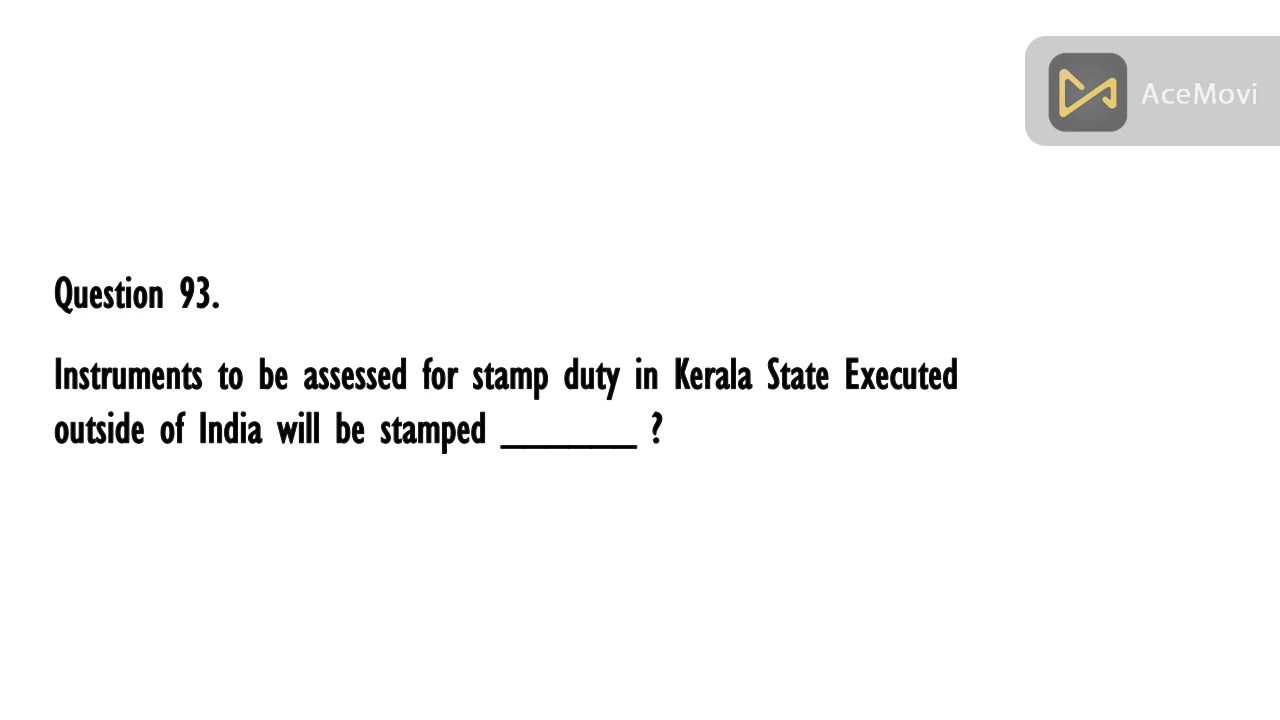 AceMovi
Question 93.
Instruments to be assessed for stamp duty in Kerala State Executed
outside of India will be stamped ______ ?